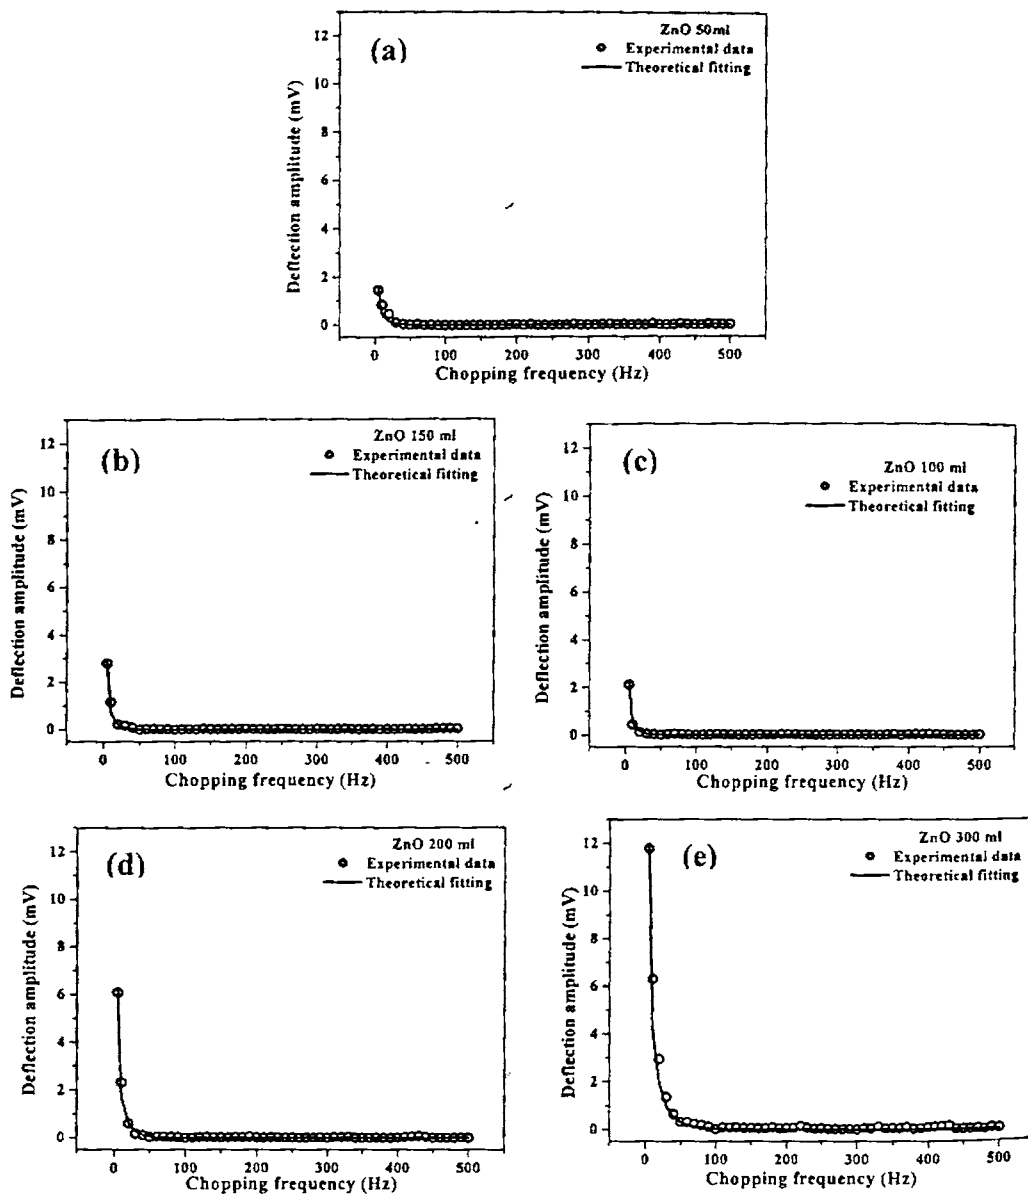 (a)
ZnO 50ml
Experimental data
Theoretical fitting
Deflection amplitude (mV)
12
10
8
6
4
2
0
0 100 200 300 400 500
Chopping frequency (Hz)
(b)
ZnO 150 ml
Experimental data
Theoretical fitting
Deflection amplitude (mV)
12
10
8
6
4
2
0
0 100 200 300 400 500
Chopping frequency (Hz)
(c)
ZnO 100 ml
Experimental data
Theoretical fitting
Deflection amplitude (mV)
12
10
8
6
4
2
0
0 100 200 300 400 500
Chopping frequency (Hz)
(d)
ZnO 200 ml
Experimental data
Theoretical fitting
Deflection amplitude (mV)
12
10
8
6
4
2
0
0 100 200 300 400 500
Chopping frequency (Hz)
(e)
ZnO 300 ml
Experimental data
Theoretical fitting
Deflection amplitude (mV)
12
10
8
6
4
2
0
0 100 200 300 400 500
Chopping frequency (Hz)